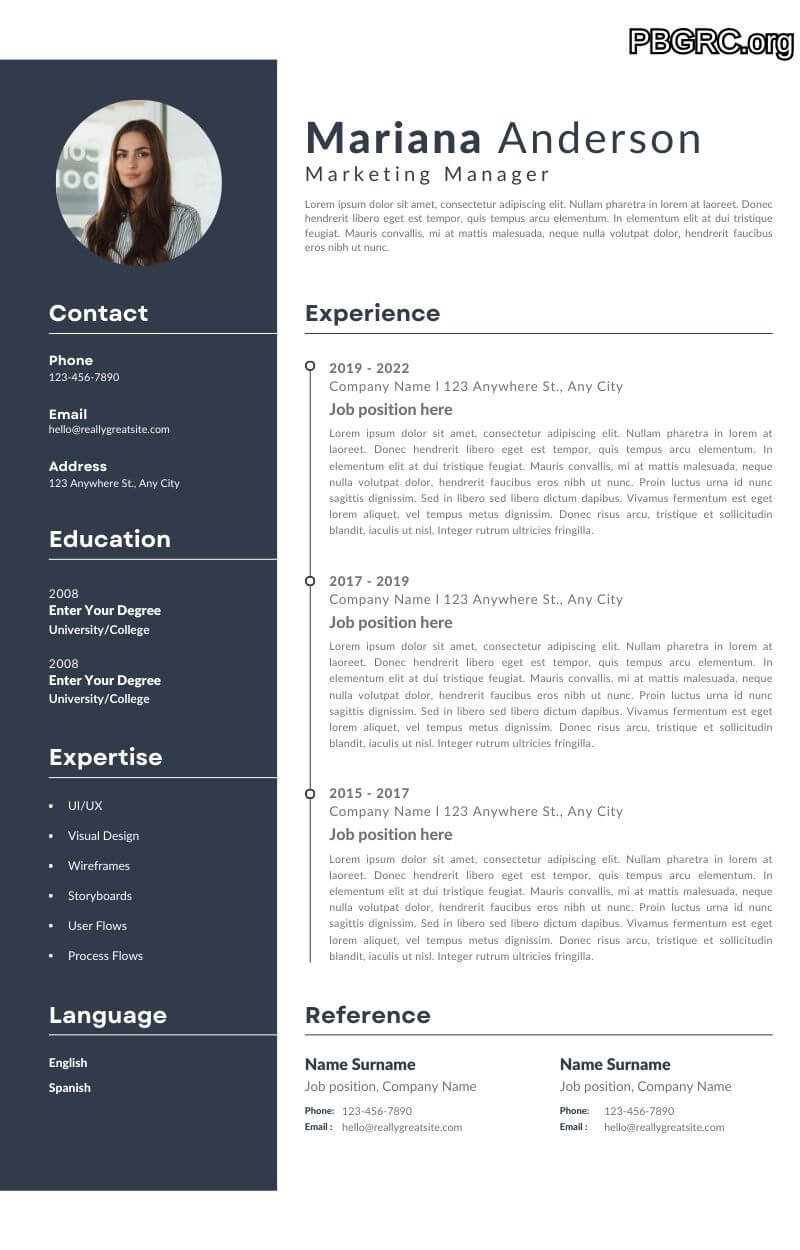 PBGRC.org
Mariana Anderson
Marketing Manager
Lorem ipsum dolor sit amet, consectetur adipiscing elit. Nullam pharetra in lorem at laoreet. Donec
hendrerit libero eget est tempor, quis tempus arcu elementum. In elementum elit at dui tristique
feugiat. Mauris convallis, mi at mattis malesuada, neque nulla volutpat dolor, hendrerit faucibus
eros nibh ut nunc.
Contact
Phone
123-456-7890
Email
hello@reallygreatsite.com
Address
123 Anywhere St., Any City
Education
2008
Enter Your Degree
University/College
2008
Enter Your Degree
University/College
Expertise
• UI/UX
• Visual Design
• Wireframes
• Storyboards
• User Flows
• Process Flows
Language
English
Spanish
Experience
2019 - 2022
Company Name l 123 Anywhere St., Any City
Job position here
Lorem ipsum dolor sit amet, consectetur adipiscing elit. Nullam pharetra in lorem at
laoreet. Donec hendrerit libero eget est tempor, quis tempus arcu elementum. In
elementum elit at dui tristique feugiat. Mauris convallis, mi at mattis malesuada, neque
nulla volutpat dolor, hendrerit faucibus eros nibh ut nunc. Proin luctus urna id nunc
sagittis dignissim. Sed in libero sed libero dictum dapibus. Vivamus fermentum est eget
lorem aliquet, vel tempus metus dignissim. Donec risus arcu, tristique et sollicitudin
blandit, iaculis ut nisl. Integer rutrum ultricies fringilla.
2017 - 2019
Company Name l 123 Anywhere St., Any City
Job position here
Lorem ipsum dolor sit amet, consectetur adipiscing elit. Nullam pharetra in lorem at
laoreet. Donec hendrerit libero eget est tempor, quis tempus arcu elementum. In
elementum elit at dui tristique feugiat. Mauris convallis, mi at mattis malesuada, neque
nulla volutpat dolor, hendrerit faucibus eros nibh ut nunc. Proin luctus urna id nunc
sagittis dignissim. Sed in libero sed libero dictum dapibus. Vivamus fermentum est eget
lorem aliquet, vel tempus metus dignissim. Donec risus arcu, tristique et sollicitudin
blandit, iaculis ut nisl. Integer rutrum ultricies fringilla.
2015 - 2017
Company Name l 123 Anywhere St., Any City
Job position here
Lorem ipsum dolor sit amet, consectetur adipiscing elit. Nullam pharetra in lorem at
laoreet. Donec hendrerit libero eget est tempor, quis tempus arcu elementum. In
elementum elit at dui tristique feugiat. Mauris convallis, mi at mattis malesuada, neque
nulla volutpat dolor, hendrerit faucibus eros nibh ut nunc. Proin luctus urna id nunc
sagittis dignissim. Sed in libero sed libero dictum dapibus. Vivamus fermentum est eget
lorem aliquet, vel tempus metus dignissim. Donec risus arcu, tristique et sollicitudin
blandit, iaculis ut nisl. Integer rutrum ultricies fringilla.
Reference
Name Surname
Job position, Company Name
Phone: 123-456-7890
Email : hello@reallygreatsite.com
Name Surname
Job position, Company Name
Phone: 123-456-7890
Email : hello@reallygreatsite.com